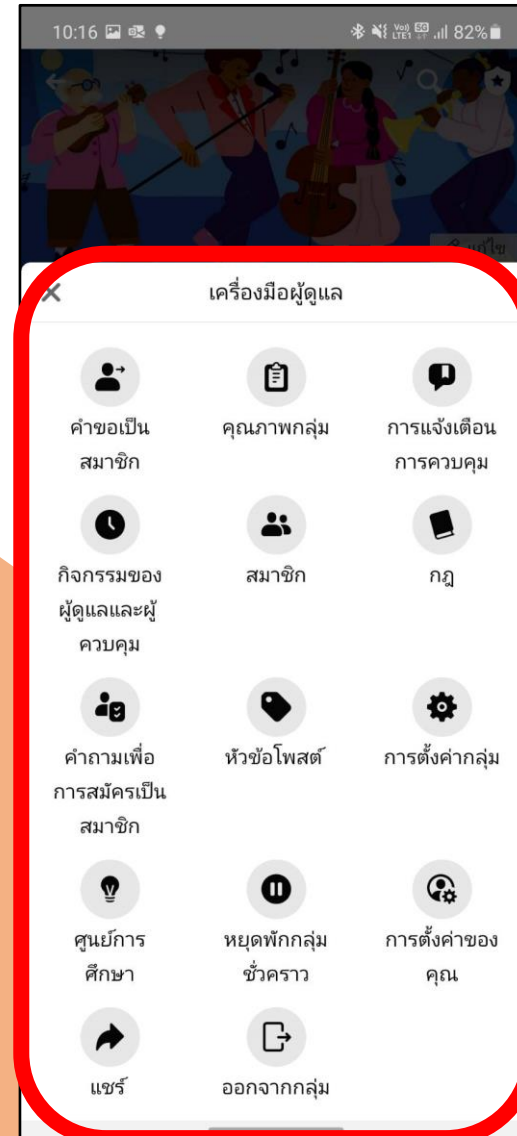 10:16
Vo)) LTE1 5G 82%
แก้ไข
เครื่องมือผู้ดูแล
คำขอเป็น
สมาชิก
คุณภาพกลุ่ม
การแจ้งเตือน
การควบคุม
กิจกรรมของ
ผู้ดูแลและผู้
ควบคุม
สมาชิก
กฎ
คำถามเพื่อ
การสมัครเป็น
สมาชิก
หัวข้อโพสต์
การตั้งค่ากลุ่ม
ศูนย์การ
ศึกษา
หยุดพักกลุ่ม
ชั่วคราว
การตั้งค่าของ
คุณ
แชร์
ออกจากกลุ่ม